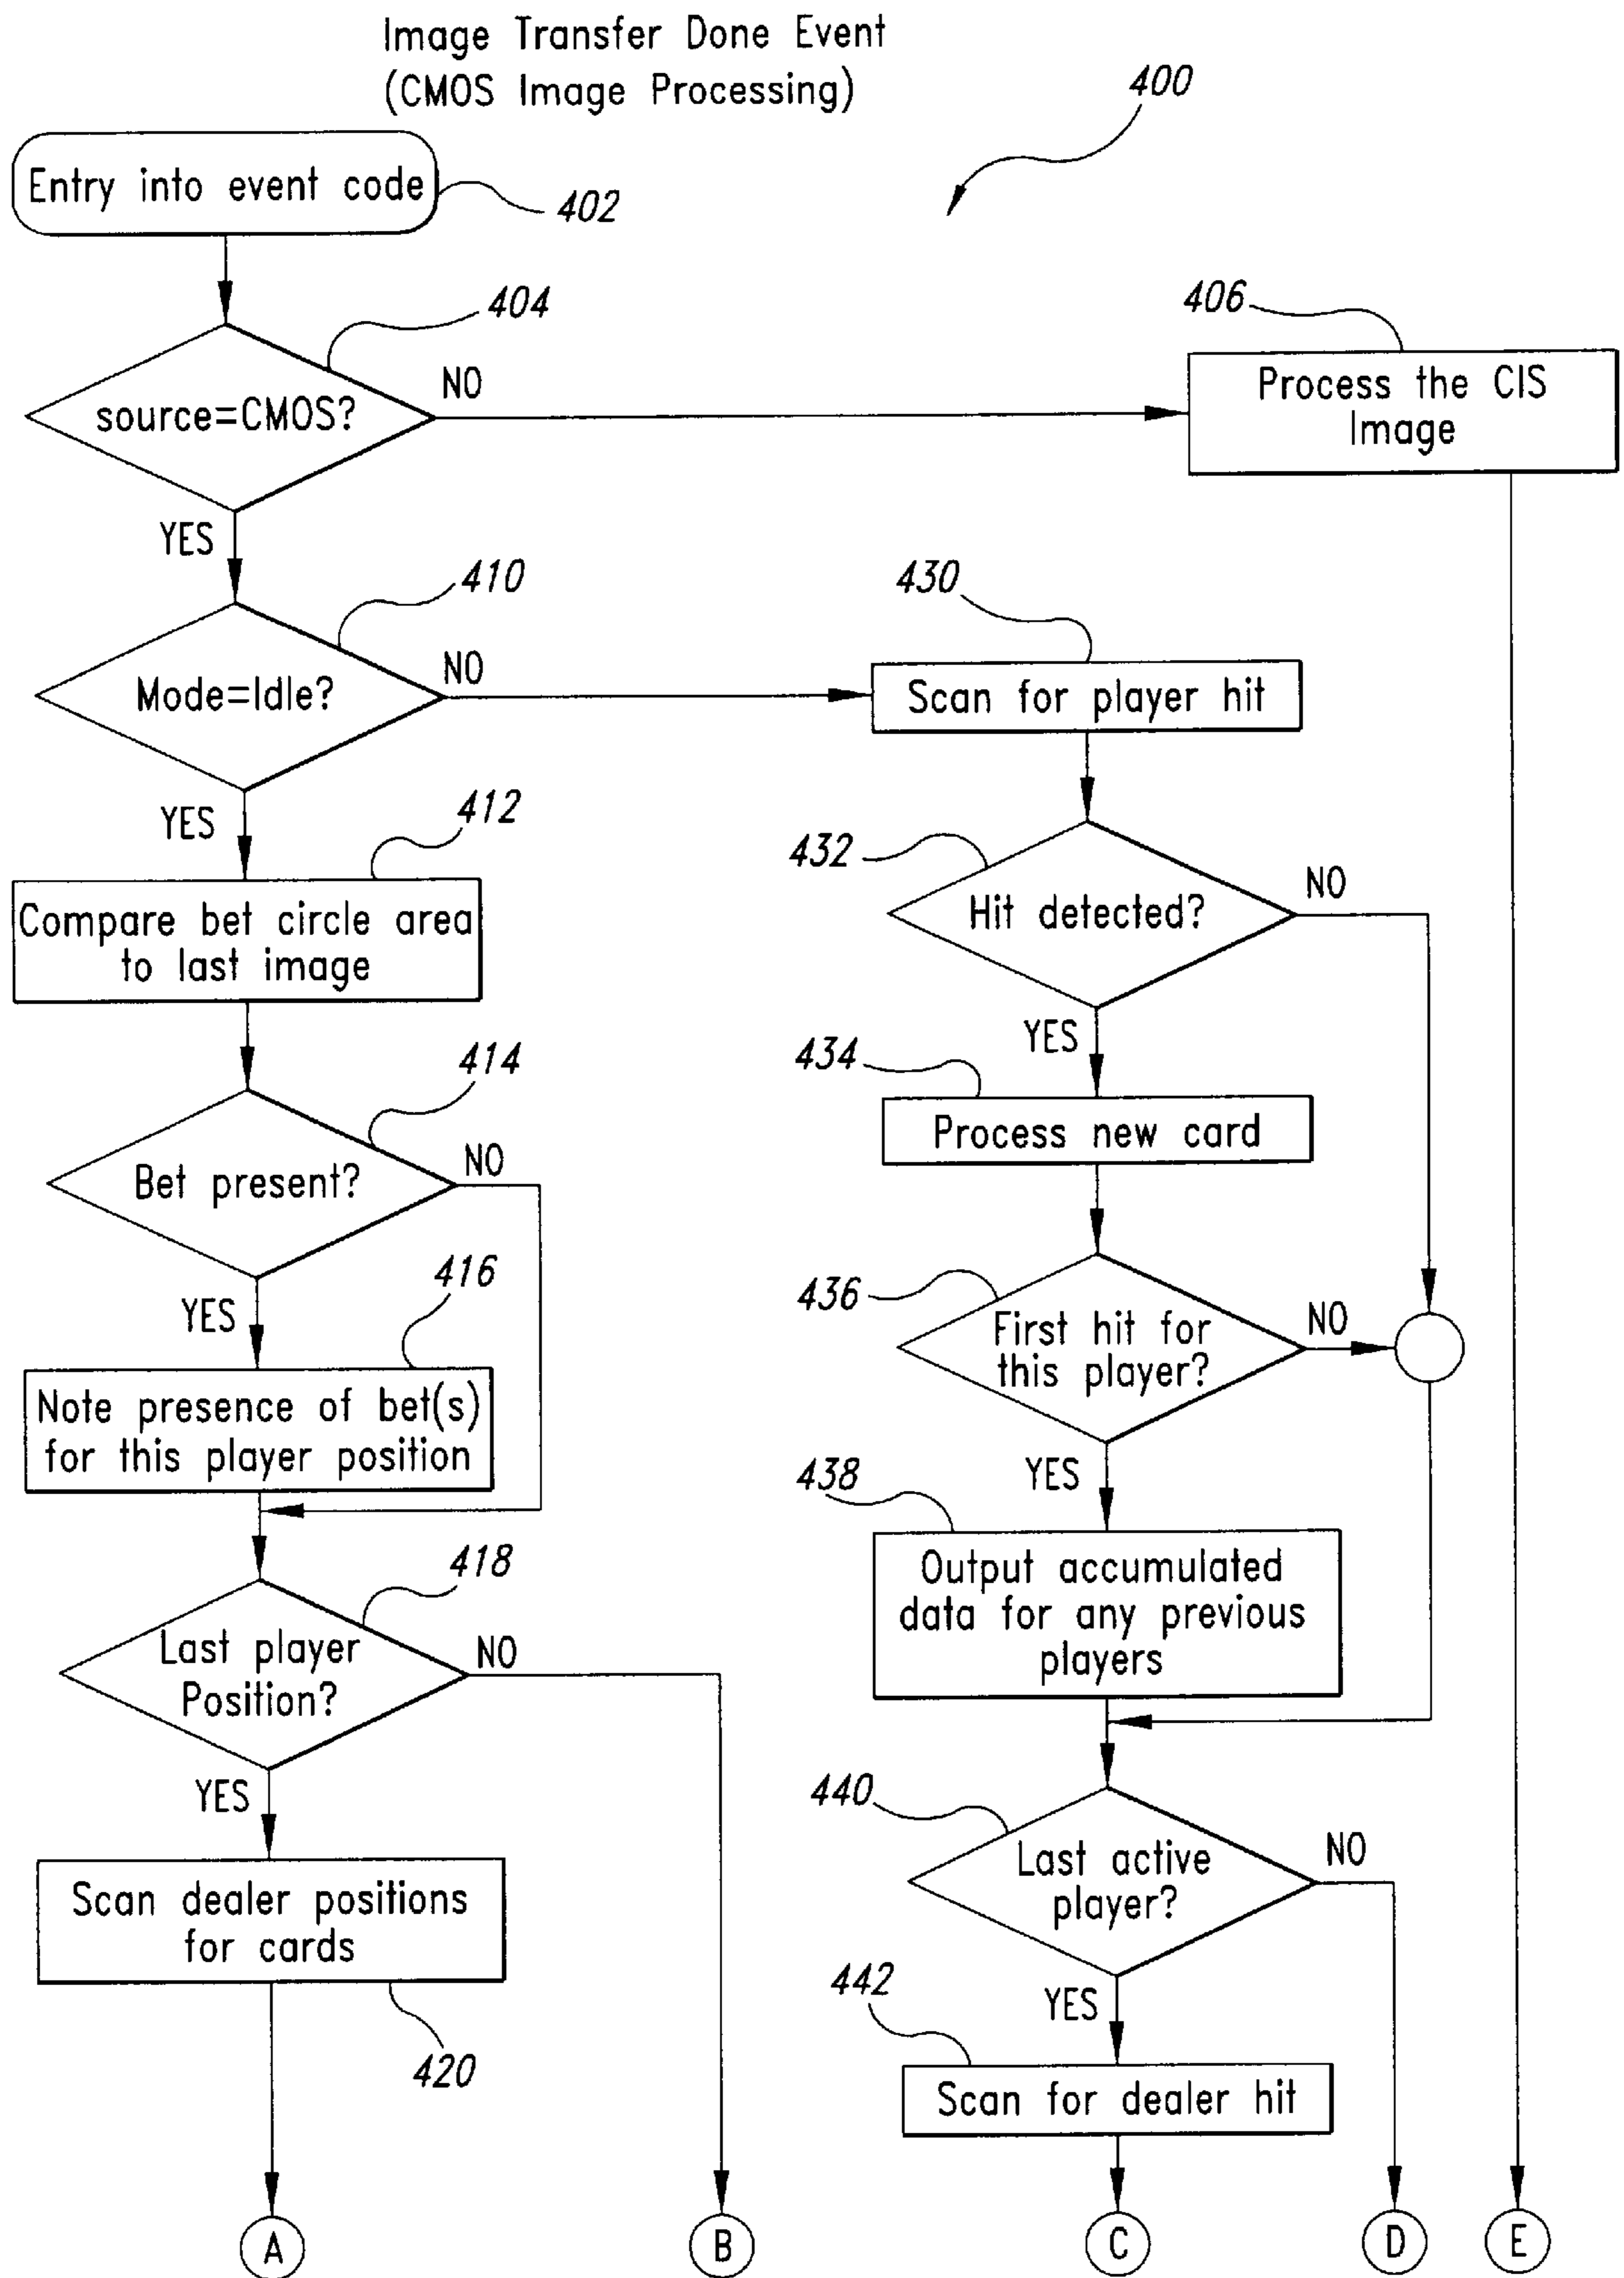 Image Transfer Done Event
(CMOS Image Processing)
400
Entry into event code
402
404
source=CMOS?
NO
YES
406
Process the CIS
Image
410
Mode=Idle?
NO
YES
412
Compare bet circle area
to last image
414
Bet present?
NO
YES
416
Note presence of bet(s)
for this player position
418
Last player
Position?
NO
YES
Scan dealer positions
for cards
420
A
B
430
Scan for player hit
432
Hit detected?
NO
YES
434
Process new card
436
First hit for
this player?
NO
YES
438
Output accumulated
data for any previous
players
440
Last active
player?
NO
YES
442
Scan for dealer hit
C
D
E